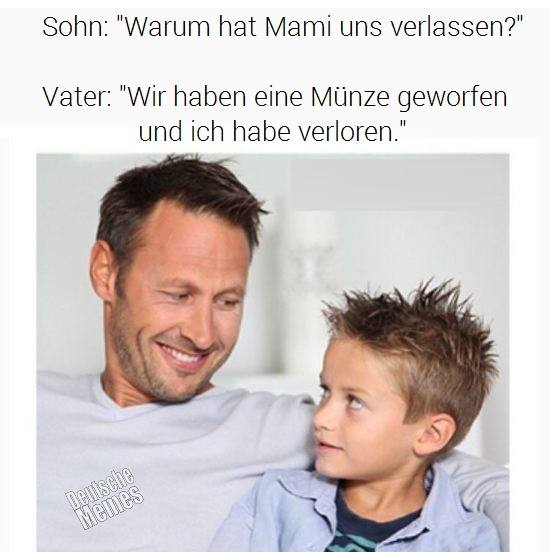 Sohn: "Warum hat Mami uns verlassen?"
Vater: "Wir haben eine Münze geworfen
und ich habe verloren."
Deutsche
Memes